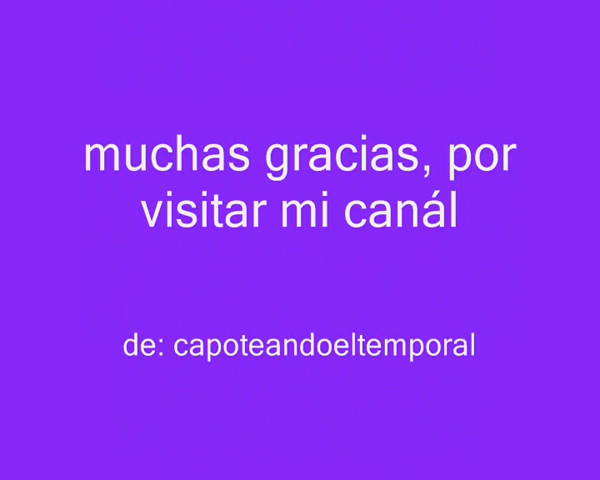 muchas gracias, por
visitar mi canál
de: capoteandoeltemporal